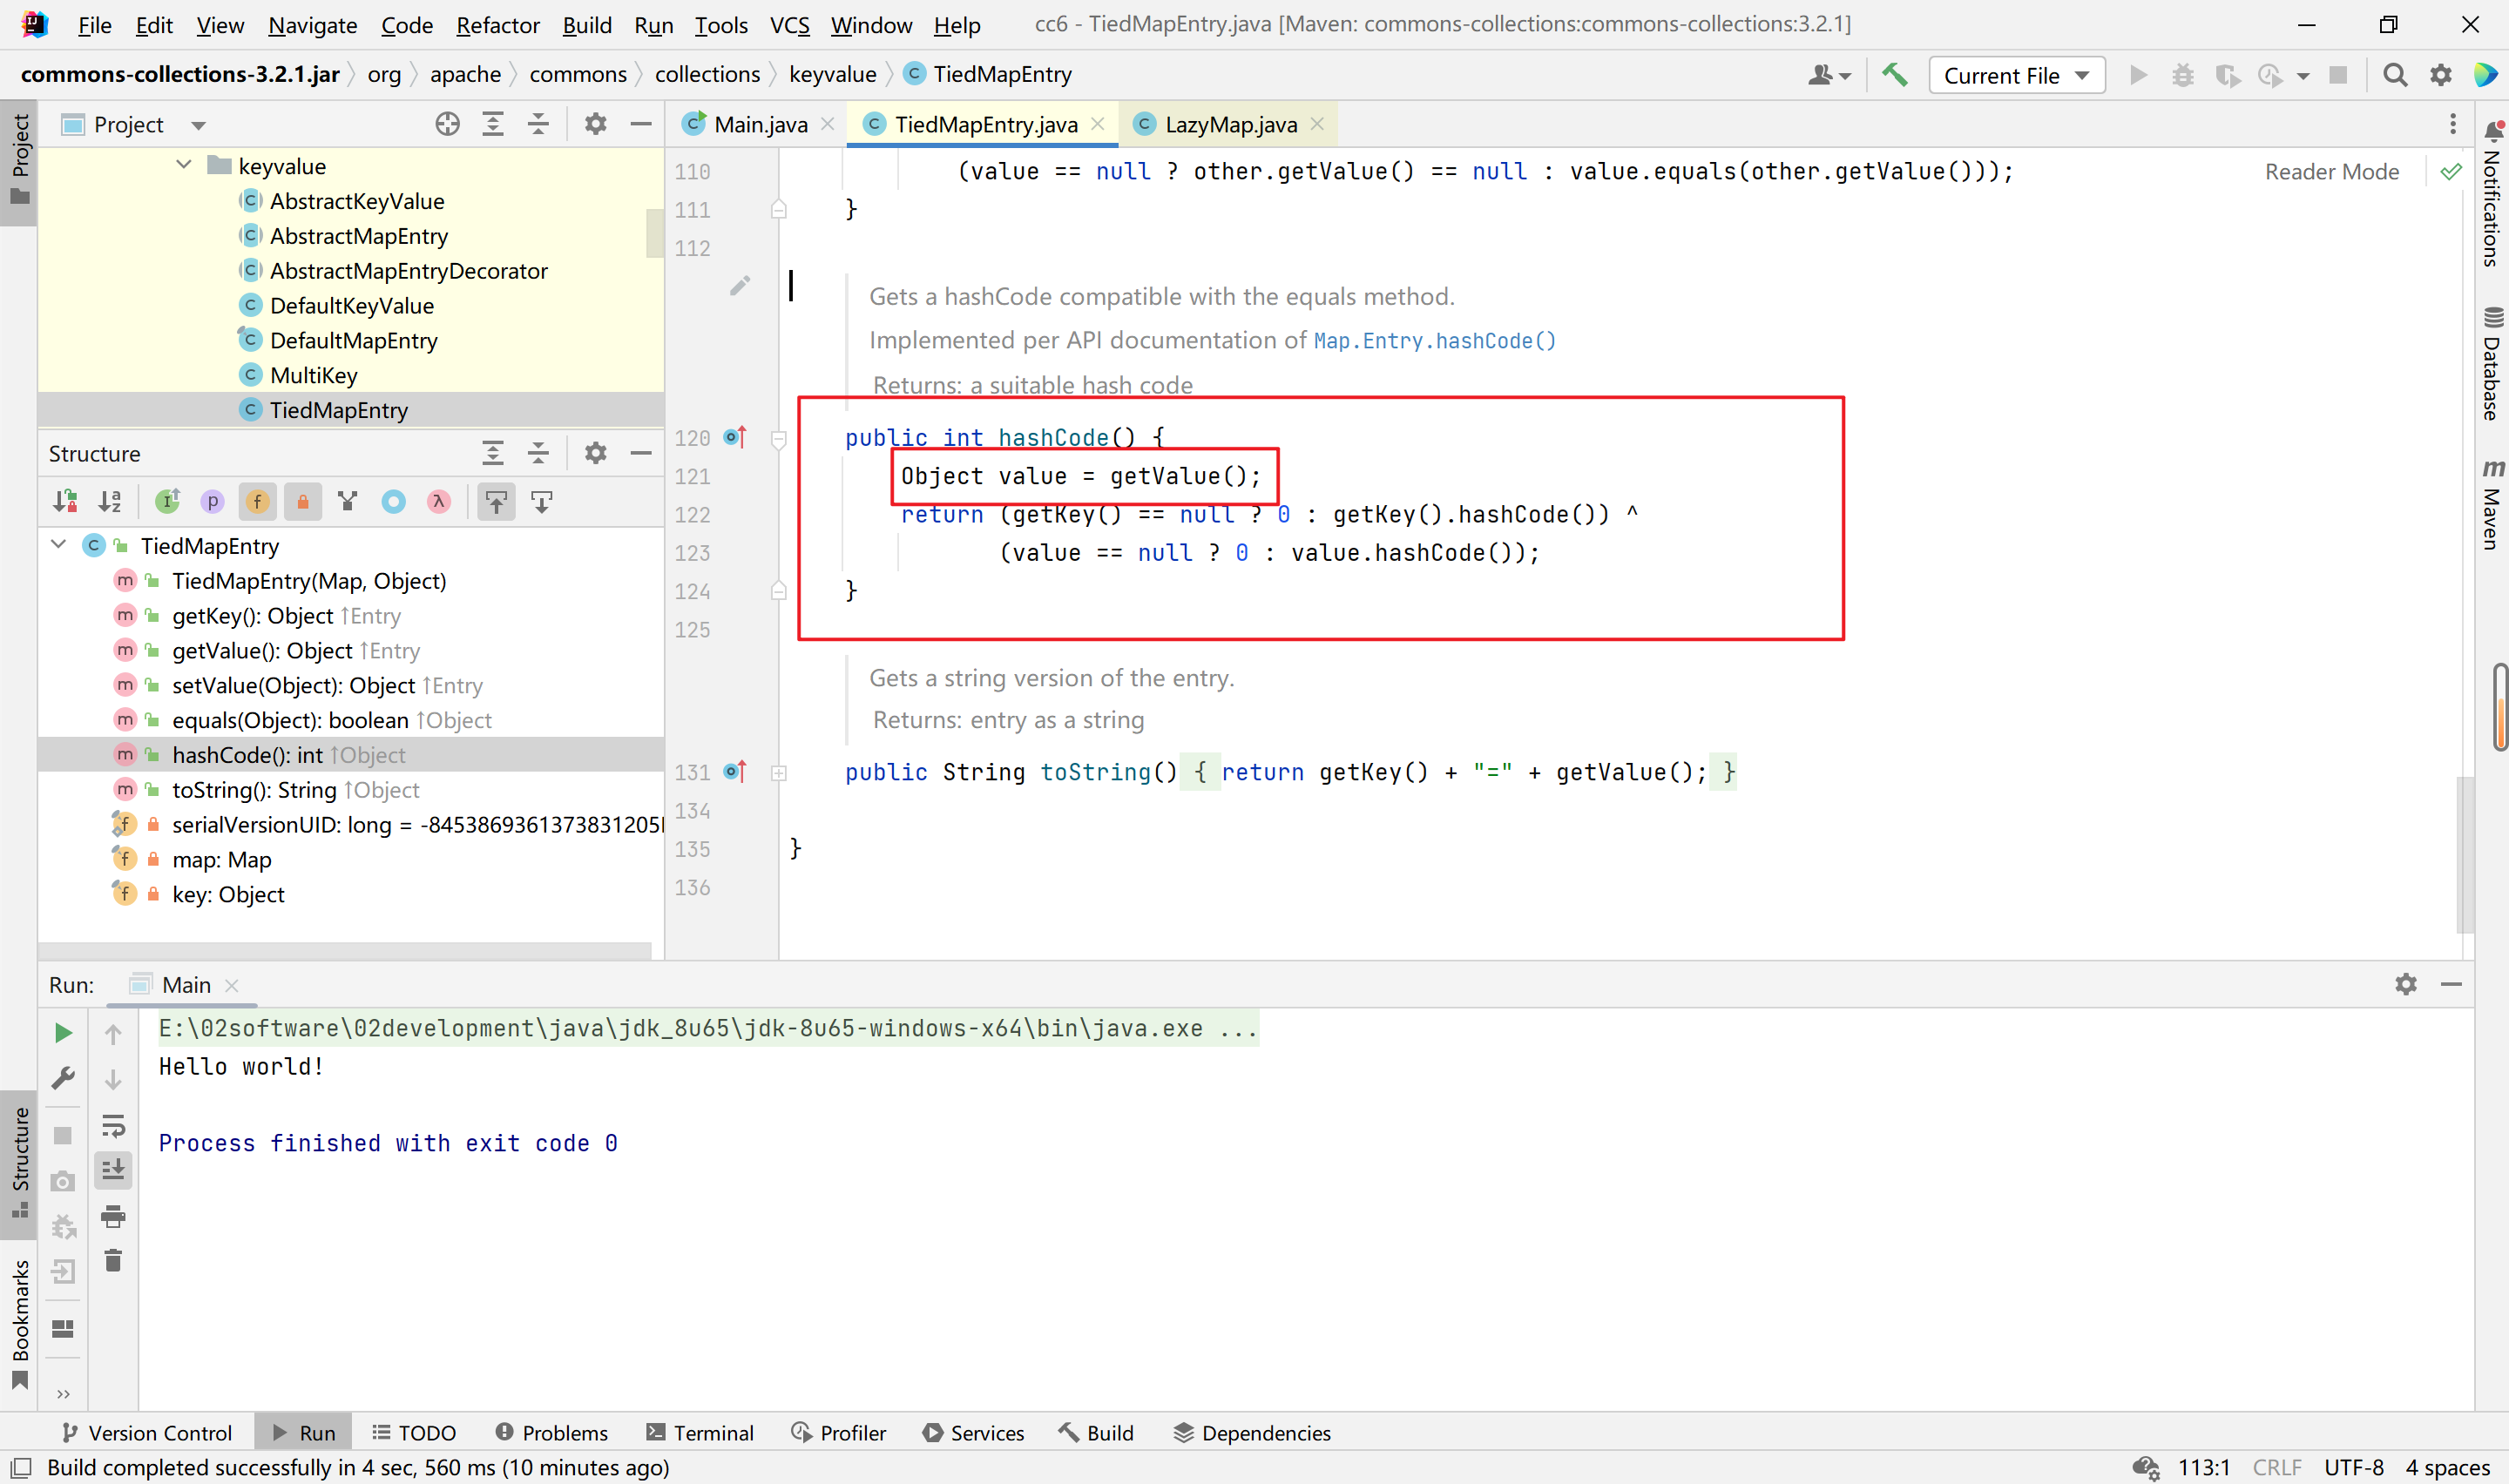 File Edit View Navigate Code Refactor Build Run Tools VCS Window Help cc6 - TiedMapEntry.java [Maven: commons-collections:commons-collections:3.2.1]
commons-collections-3.2.1.jar org apache commons collections keyvalue TiedMapEntry Current File
Project
Project
Main.java TiedMapEntry.java LazyMap.java
keyvalue
AbstractKeyValue
AbstractMapEntry
AbstractMapEntryDecorator
DefaultKeyValue
DefaultMapEntry
MultiKey
TiedMapEntry
Structure
TiedMapEntry
TiedMapEntry(Map, Object)
getKey(): Object ↑Entry
getValue(): Object ↑Entry
setValue(Object): Object ↑Entry
equals(Object): boolean ↑Object
hashCode(): int ↑Object
toString(): String ↑Object
serialVersionUID: long = -8453869361373831205
map: Map
key: Object
Reader Mode
110 (value == null ? other.getValue() == null : value.equals(other.getValue()));
111 }
112
Gets a hashCode compatible with the equals method.
Implemented per API documentation of Map.Entry.hashCode()
Returns: a suitable hash code
120 public int hashCode() {
121 Object value = getValue();
122 return (getKey() == null ? 0 : getKey().hashCode()) ^
123 (value == null ? 0 : value.hashCode());
124 }
125
Gets a string version of the entry.
Returns: entry as a string
131 public String toString() { return getKey() + "=" + getValue(); }
134
135 }
136
Notifications
Database
Maven
Run: Main
E:\02software\02development\java\jdk_8u65\jdk-8u65-windows-x64\bin\java.exe ...
Hello world!
Process finished with exit code 0
Structure
Bookmarks
Version Control Run TODO Problems Terminal Profiler Services Build Dependencies
Build completed successfully in 4 sec, 560 ms (10 minutes ago) 113:1 CRLF UTF-8 4 spaces